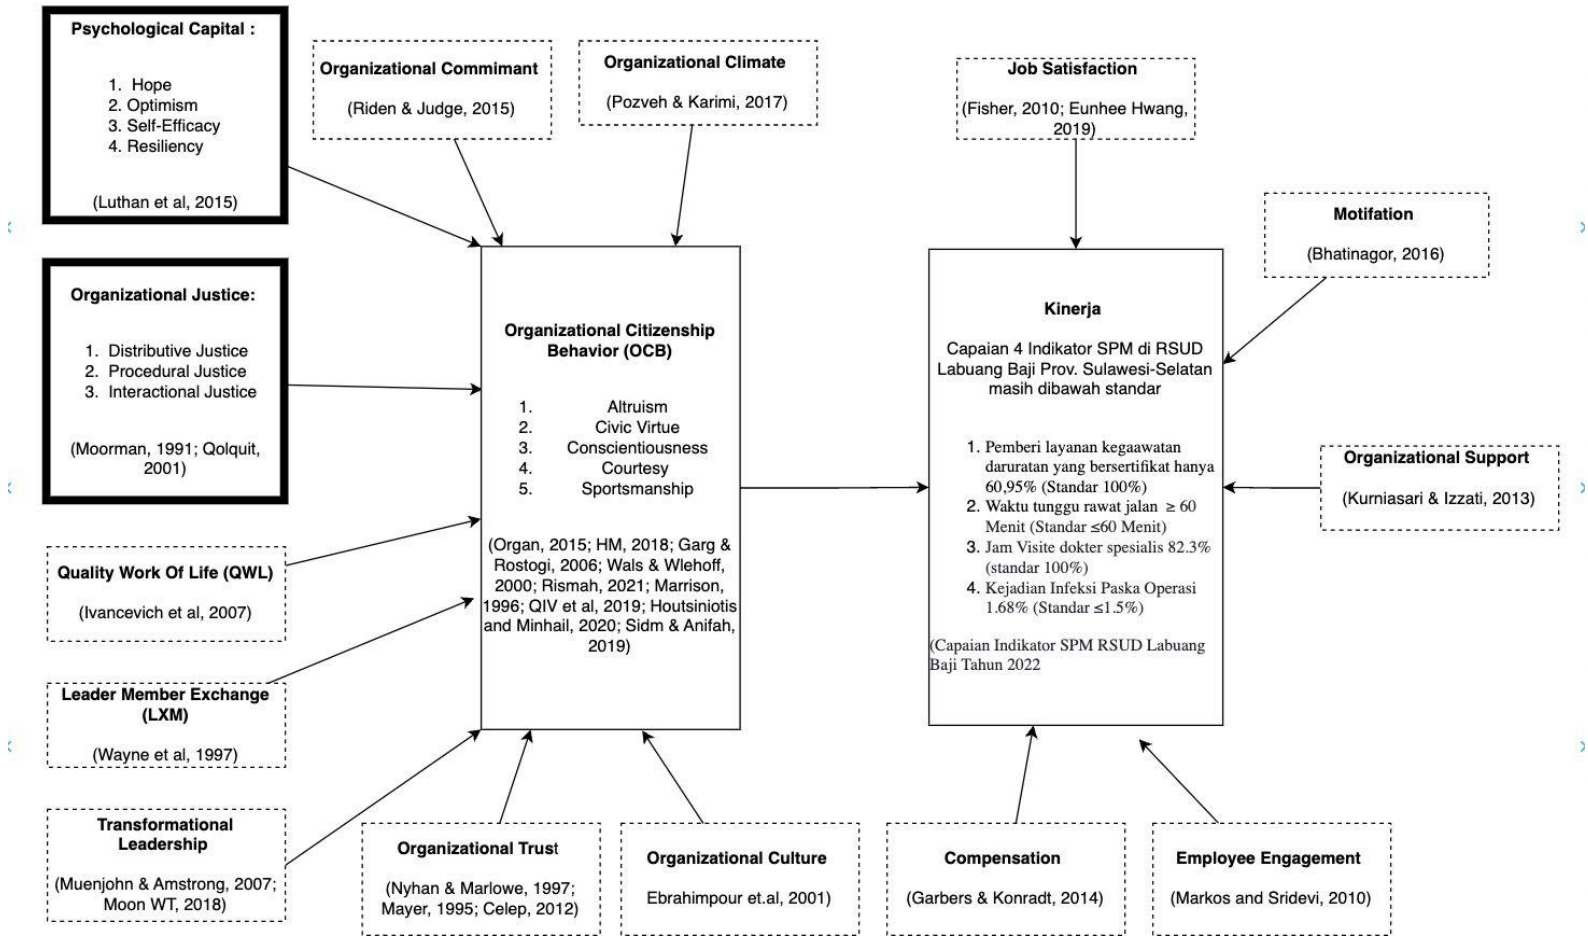 Psychological Capital :
1. Hope
2. Optimism
3. Self-Efficacy
4. Resiliency
(Luthan et al, 2015)
Organizational Commimant
(Riden & Judge, 2015)
Organizational Climate
(Pozveh & Karimi, 2017)
Job Satisfaction
(Fisher, 2010; Eunhee Hwang,
2019)
Motifation
(Bhatinagor, 2016)
Organizational Justice:
1. Distributive Justice
2. Procedural Justice
3. Interactional Justice
(Moorman, 1991; Qolquit,
2001)
Organizational Citizenship
Behavior (OCB)
1. Altruism
2. Civic Virtue
3. Conscientiousness
4. Courtesy
5. Sportsmanship
(Organ, 2015; HM, 2018; Garg &
Rostogi, 2006; Wals & Wlehoff,
2000; Rismah, 2021; Marrison,
1996; QIV et al, 2019; Houtsiniotis
and Minhail, 2020; Sidm & Anifah,
2019)
Kinerja
Capaian 4 Indikator SPM di RSUD
Labuang Baji Prov. Sulawesi-Selatan
masih dibawah standar
1. Pemberi layanan kegaawatan
daruratan yang bersertifikat hanya
60,95% (Standar 100%)
2. Waktu tunggu rawat jalan ≥ 60
Menit (Standar ≤60 Menit)
3. Jam Visite dokter spesialis 82.3%
(standar 100%)
4. Kejadian Infeksi Paska Operasi
1.68% (Standar ≤1.5%)
(Capaian Indikator SPM RSUD Labuang
Baji Tahun 2022
Organizational Support
(Kurniasari & Izzati, 2013)
Quality Work Of Life (QWL)
(Ivancevich et al, 2007)
Leader Member Exchange
(LXM)
(Wayne et al, 1997)
Transformational
Leadership
(Muenjohn & Amstrong, 2007;
Moon WT, 2018)
Organizational Trust
(Nyhan & Marlowe, 1997;
Mayer, 1995; Celep, 2012)
Organizational Culture
Ebrahimpour et.al, 2001)
Compensation
(Garbers & Konradt, 2014)
Employee Engagement
(Markos and Sridevi, 2010)